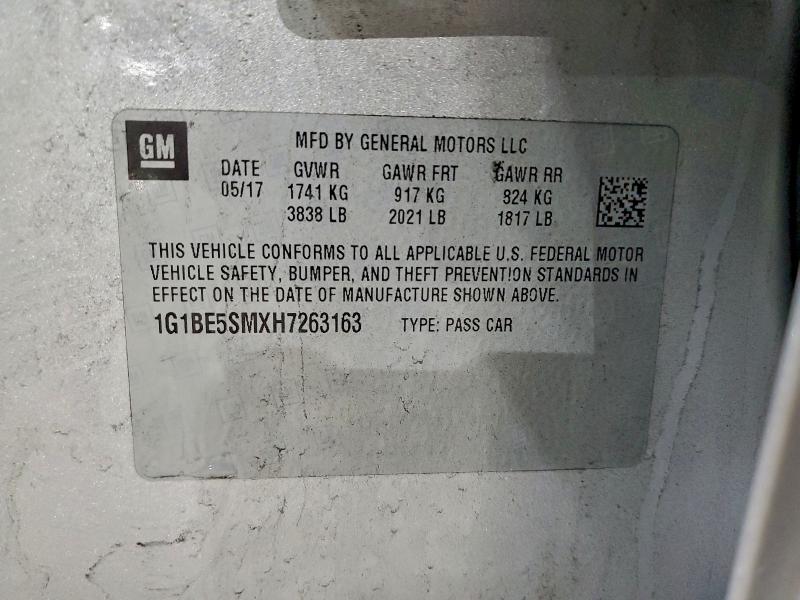 GM
MFD BY GENERAL MOTORS LLC
DATE GVWR GAWR FRT GAWR RR
05/17 1741 KG 917 KG 824 KG
3838 LB 2021 LB 1817 LB
THIS VEHICLE CONFORMS TO ALL APPLICABLE U.S. FEDERAL MOTOR
VEHICLE SAFETY, BUMPER, AND THEFT PREVENTION STANDARDS IN
EFFECT ON THE DATE OF MANUFACTURE SHOWN ABOVE.
1G1BE5SMXH7263163 TYPE: PASS CAR